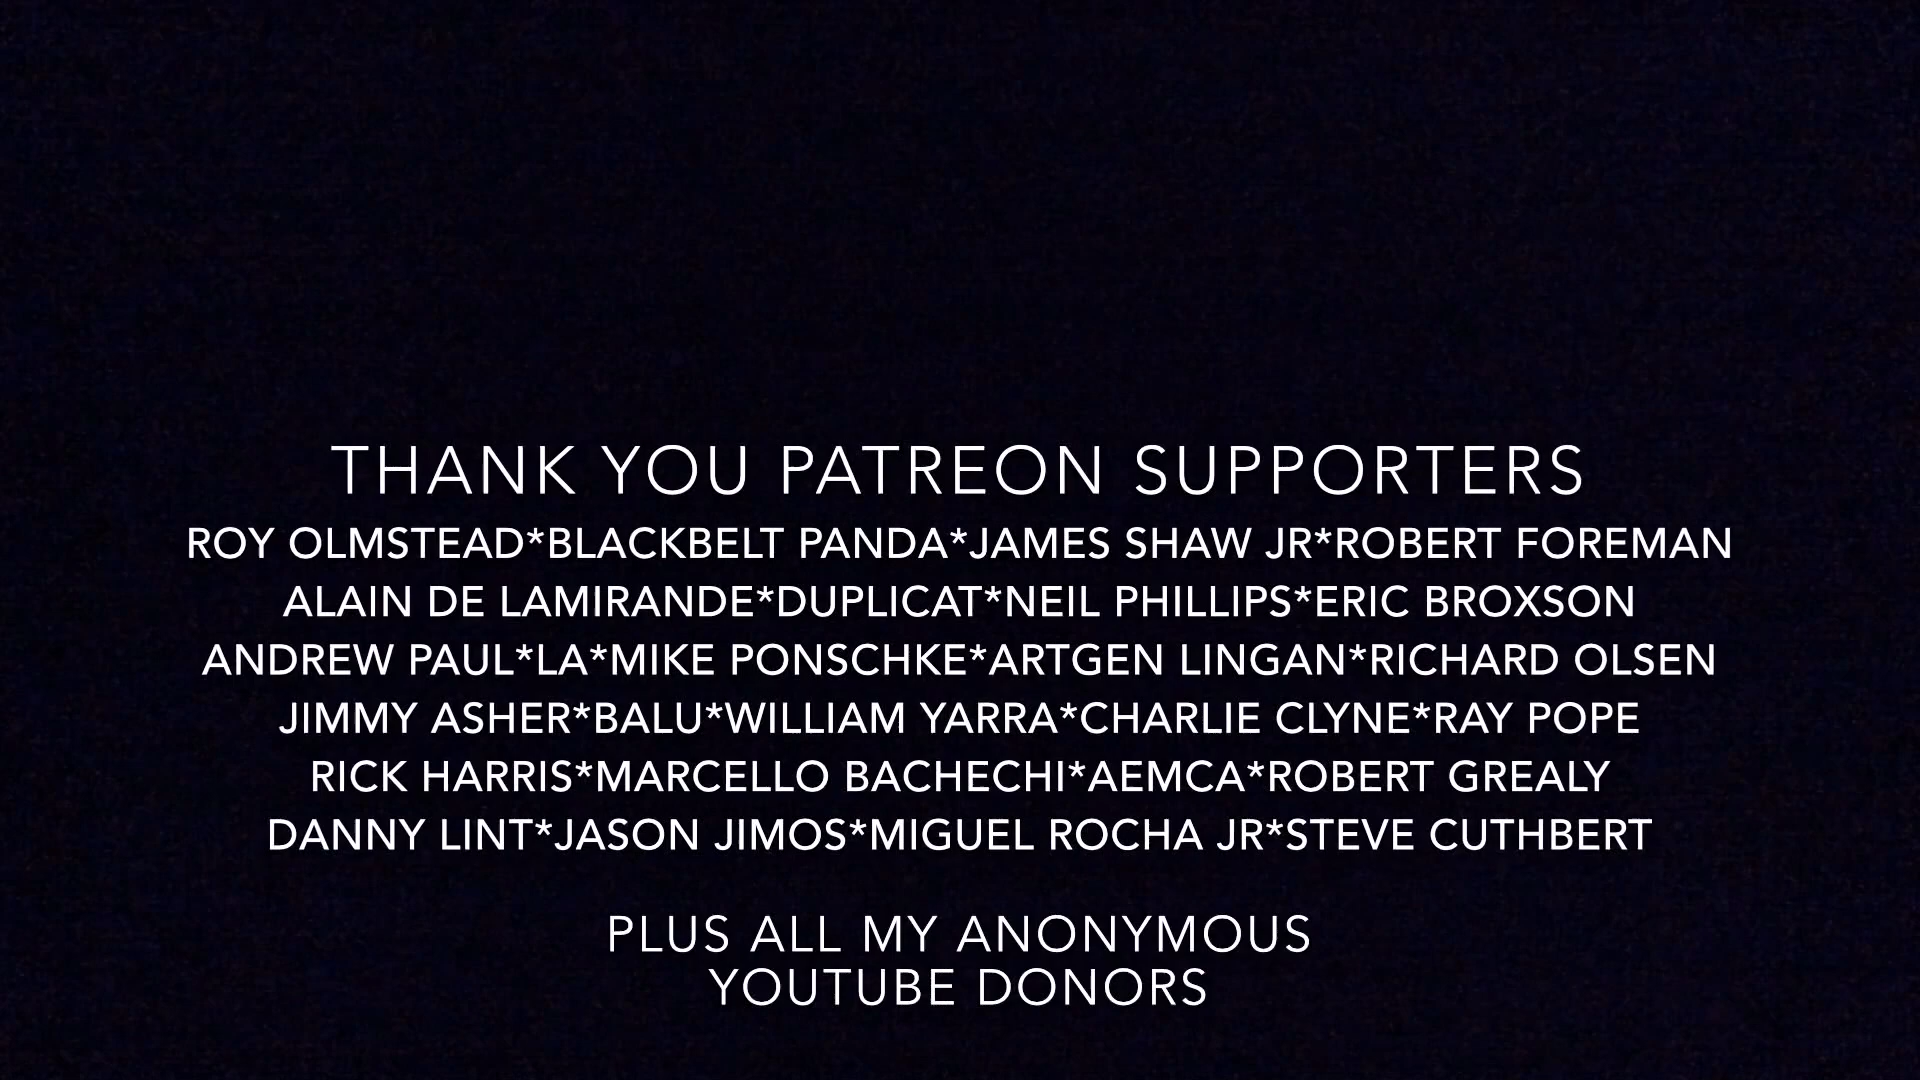 THANK YOU PATREON SUPPORTERS
ROY OLMSTEAD*BLACKBELT PANDA*JAMES SHAW JR*ROBERT FOREMAN
ALAIN DE LAMIRANDE*DUPLICAT*NEIL PHILLIPS*ERIC BROXSON
ANDREW PAUL*LA*MIKE PONSCHKE*ARTGEN LINGAN*RICHARD OLSEN
JIMMY ASHER*BALU*WILLIAM YARRA*CHARLIE CLYNE*RAY POPE
RICK HARRIS*MARCELLO BACHECHI*AEMCA*ROBERT GREALY
DANNY LINT*JASON JIMOS*MIGUEL ROCHA JR*STEVE CUTHBERT
PLUS ALL MY ANONYMOUS
YOUTUBE DONORS